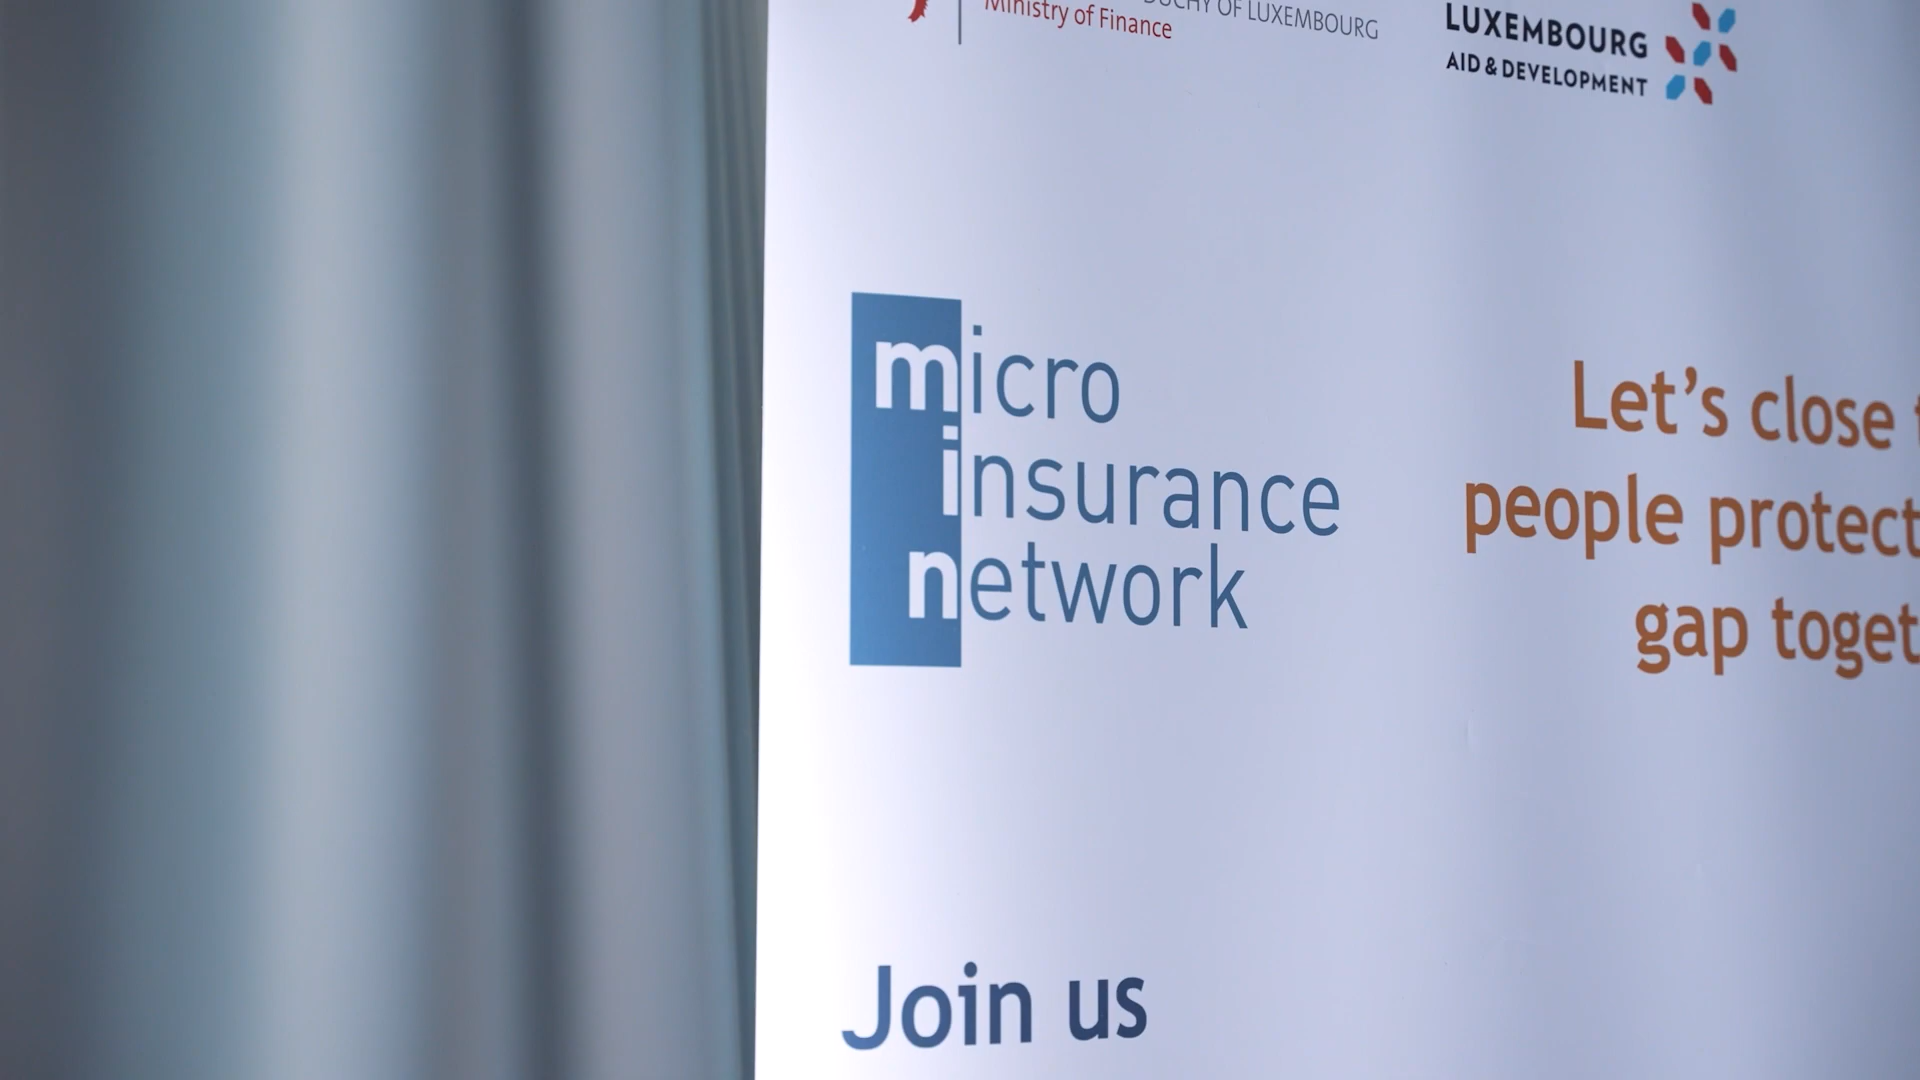 OF LUXEMBOURG
Ministry of Finance
LUXEMBOURG
AID & DEVELOPMENT
micro
insurance
network
Let's close
people protect
gap toget
Join us